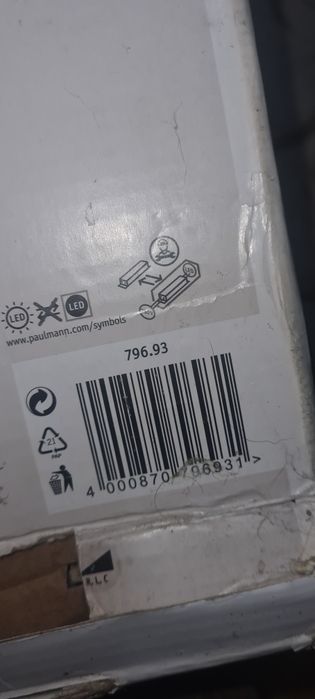 LED
LED
www.paulmann.com/symbols
796.93
21
PAP
4 000870 796931 >
R, L, C